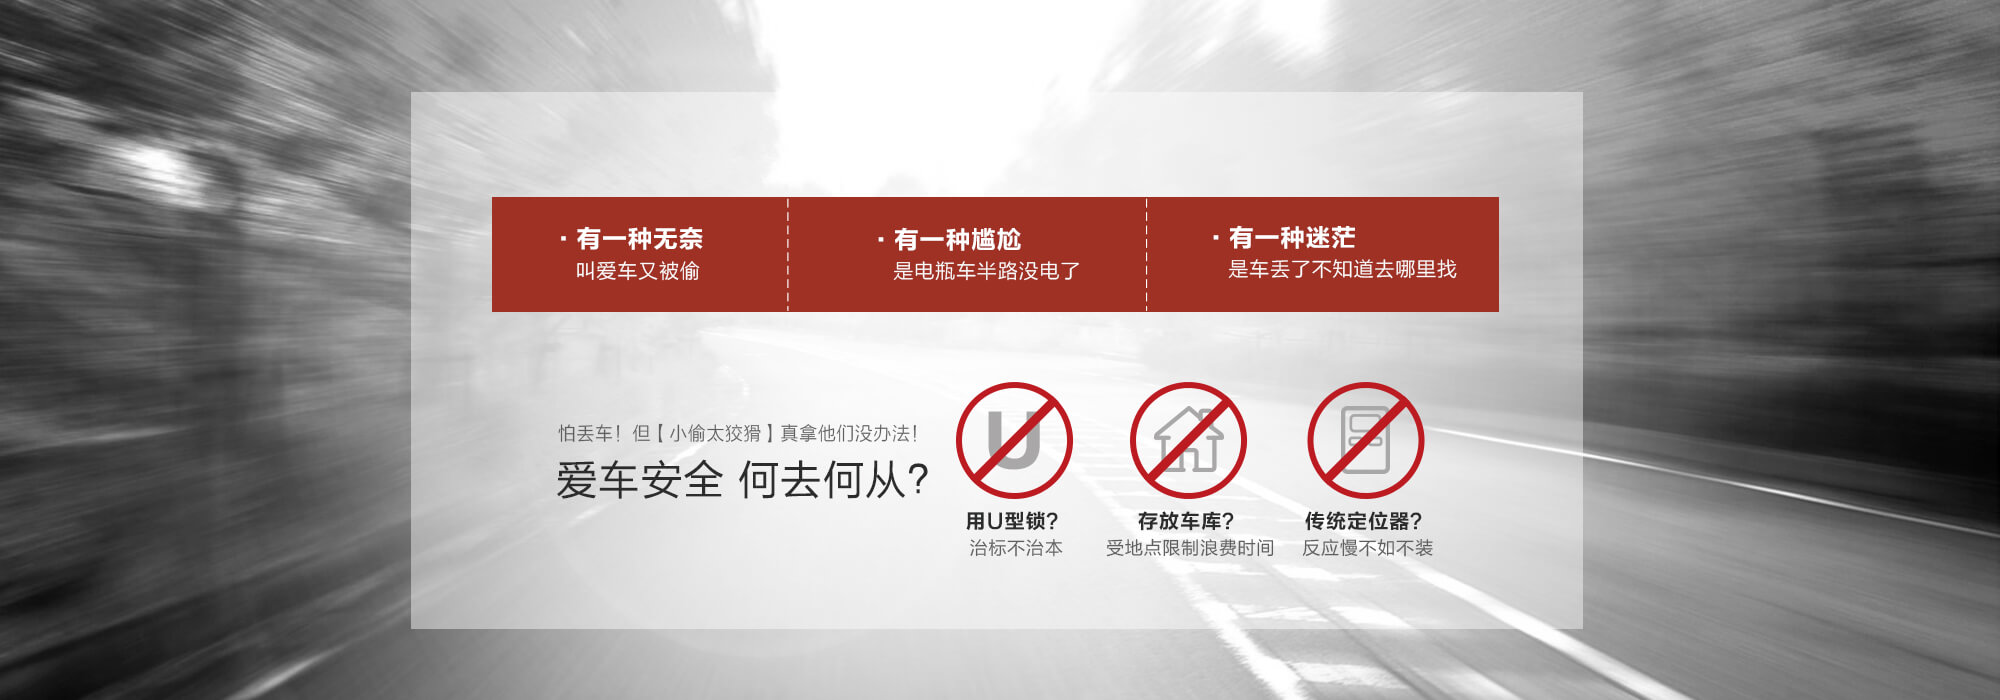 · 有一种无奈
叫爱车又被偷
· 有一种尴尬
是电瓶车半路没电了
· 有一种迷茫
是车丢了不知道去哪里找
怕丢车！但【小偷太狡猾】真拿他们没办法！
爱车安全 何去何从？
U
用U型锁？
治标不治本
存放车库？
受地点限制浪费时间
传统定位器？
反应慢不如不装